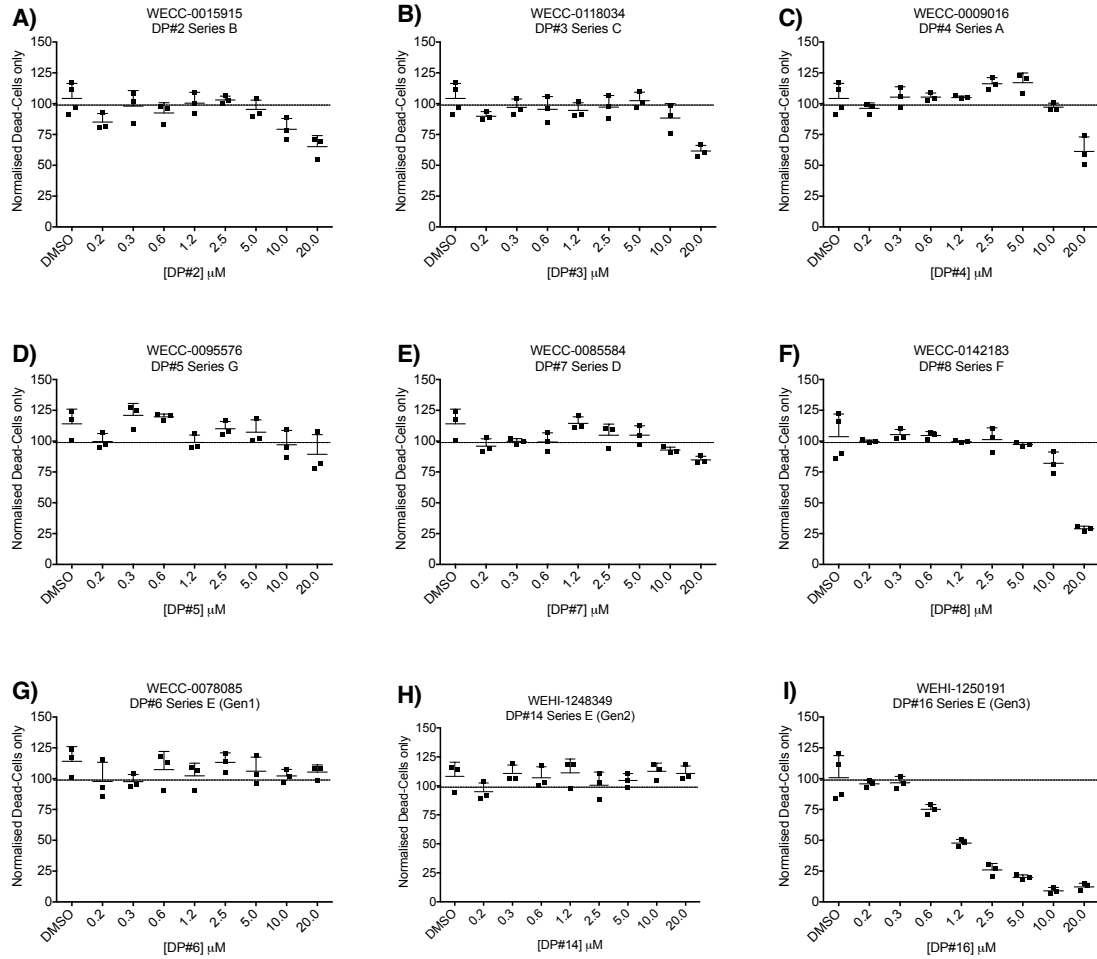 A)
WECC-0015915
DP#2 Series B
Normalised Dead-Cells only
150
125
100
75
50
25
0
DMSO
0.2
0.3
0.6
1.2
2.5
5.0
10.0
20.0
[DP#2] μM
B)
WECC-0118034
DP#3 Series C
Normalised Dead-Cells only
150
125
100
75
50
25
0
DMSO
0.2
0.3
0.6
1.2
2.5
5.0
10.0
20.0
[DP#3] μM
C)
WECC-0009016
DP#4 Series A
Normalised Dead-Cells only
150
125
100
75
50
25
0
DMSO
0.2
0.3
0.6
1.2
2.5
5.0
10.0
20.0
[DP#4] μM
D)
WECC-0095576
DP#5 Series G
Normalised Dead-Cells only
150
125
100
75
50
25
0
DMSO
0.2
0.3
0.6
1.2
2.5
5.0
10.0
20.0
[DP#5] μM
E)
WECC-0085584
DP#7 Series D
Normalised Dead-Cells only
150
125
100
75
50
25
0
DMSO
0.2
0.3
0.6
1.2
2.5
5.0
10.0
20.0
[DP#7] μM
F)
WECC-0142183
DP#8 Series F
Normalised Dead-Cells only
150
125
100
75
50
25
0
DMSO
0.2
0.3
0.6
1.2
2.5
5.0
10.0
20.0
[DP#8] μM
G)
WECC-0078085
DP#6 Series E (Gen1)
Normalised Dead-Cells only
150
125
100
75
50
25
0
DMSO
0.2
0.3
0.6
1.2
2.5
5.0
10.0
20.0
[DP#6] μM
H)
WEHI-1248349
DP#14 Series E (Gen2)
Normalised Dead-Cells only
150
125
100
75
50
25
0
DMSO
0.2
0.3
0.6
1.2
2.5
5.0
10.0
20.0
[DP#14] μM
I)
WEHI-1250191
DP#16 Series E (Gen3)
Normalised Dead-Cells only
150
125
100
75
50
25
0
DMSO
0.2
0.3
0.6
1.2
2.5
5.0
10.0
20.0
[DP#16] μM